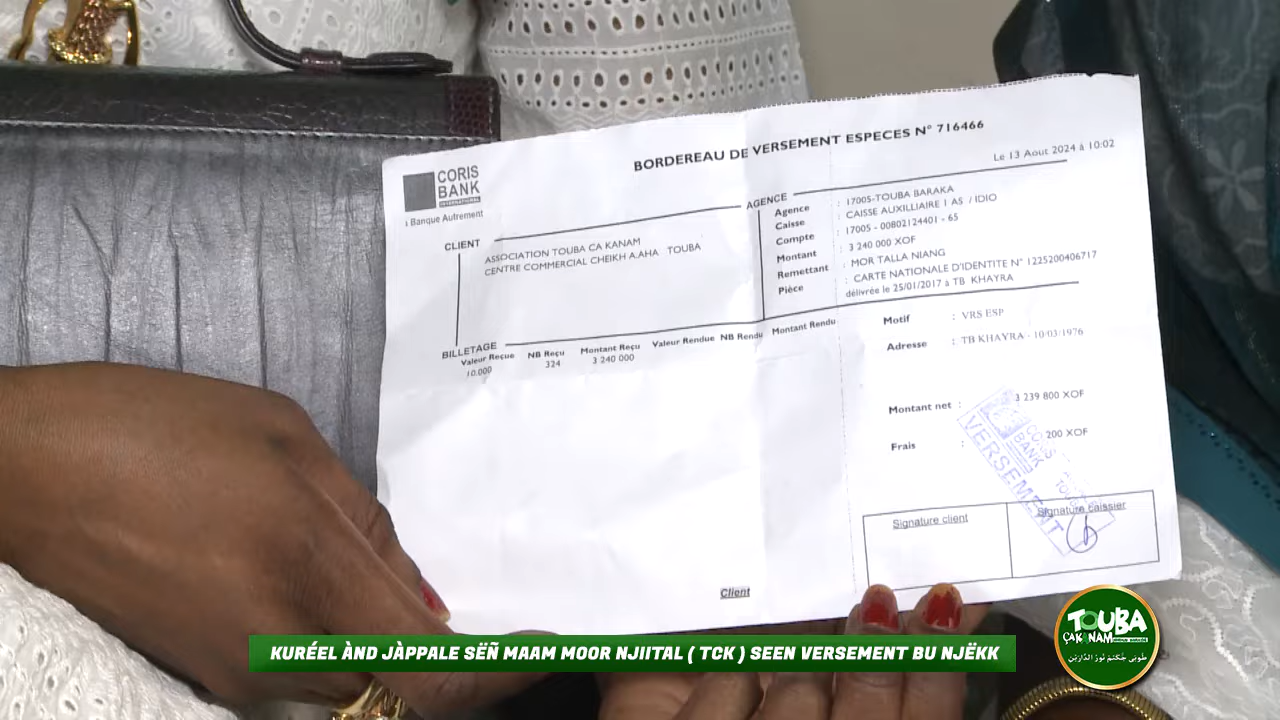 BORDEREAU DE VERSEMENT ESPECES N° 716466
Le 13 Aout 2024 à 10:02
CORIS
BANK
INTERNATIONAL
Banque Autrement
CLIENT
ASSOCIATION TOUBA CA KANAM
CENTRE COMMERCIAL CHEIKH A.AHA TOUBA
AGENCE
Agence : 17005-TOUBA BARAKA
Caisse : CAISSE AUXILLIAIRE 1 AS / IDIO
Compte : 17005 - 00802124401 - 65
Montant : 3 240 000 XOF
Remettant : MOR TALLA NIANG
Pièce : CARTE NATIONALE D'IDENTITE N° 1225200406717
délivrée le 25/01/2017 à TB KHAYRA
BILLETAGE
Valeur Reçue NB Reçu Montant Reçu Valeur Rendue NB Rendu Montant Rendu
10.000 324 3 240 000
Motif : VRS ESP
Adresse : TB KHAYRA - 10/03/1976
Montant net : 3 239 800 XOF
Frais : 200 XOF
CORIS
BANK
VERSEMENT
Signature client
Signature caissier
Client
KURÉEL ÀND JÀPPALE SËÑ MAAM MOOR NJIITAL ( TCK ) SEEN VERSEMENT BU NJËKK
TOUBA
ÇAK NAM